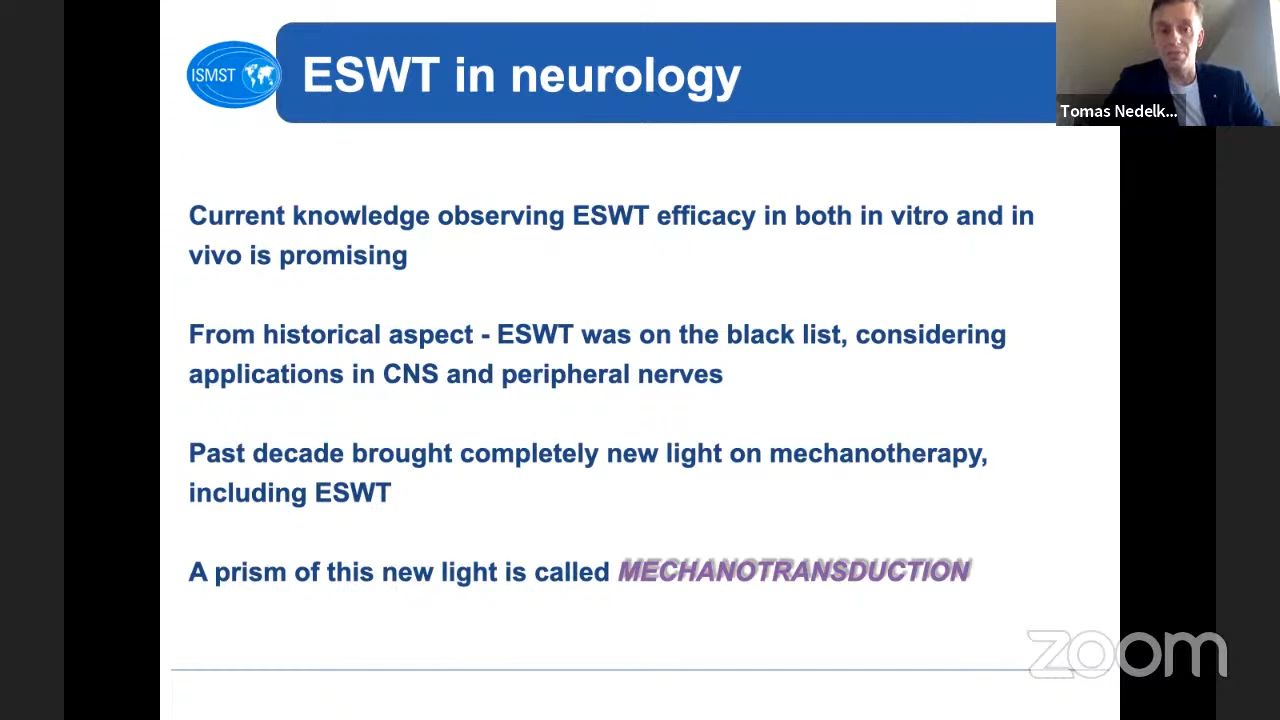 ISMST
ESWT in neurology
Tomas Nedelk...
Current knowledge observing ESWT efficacy in both in vitro and in
vivo is promising
From historical aspect - ESWT was on the black list, considering
applications in CNS and peripheral nerves
Past decade brought completely new light on mechanotherapy,
including ESWT
A prism of this new light is called MECHANOTRANSDUCTION
zoom